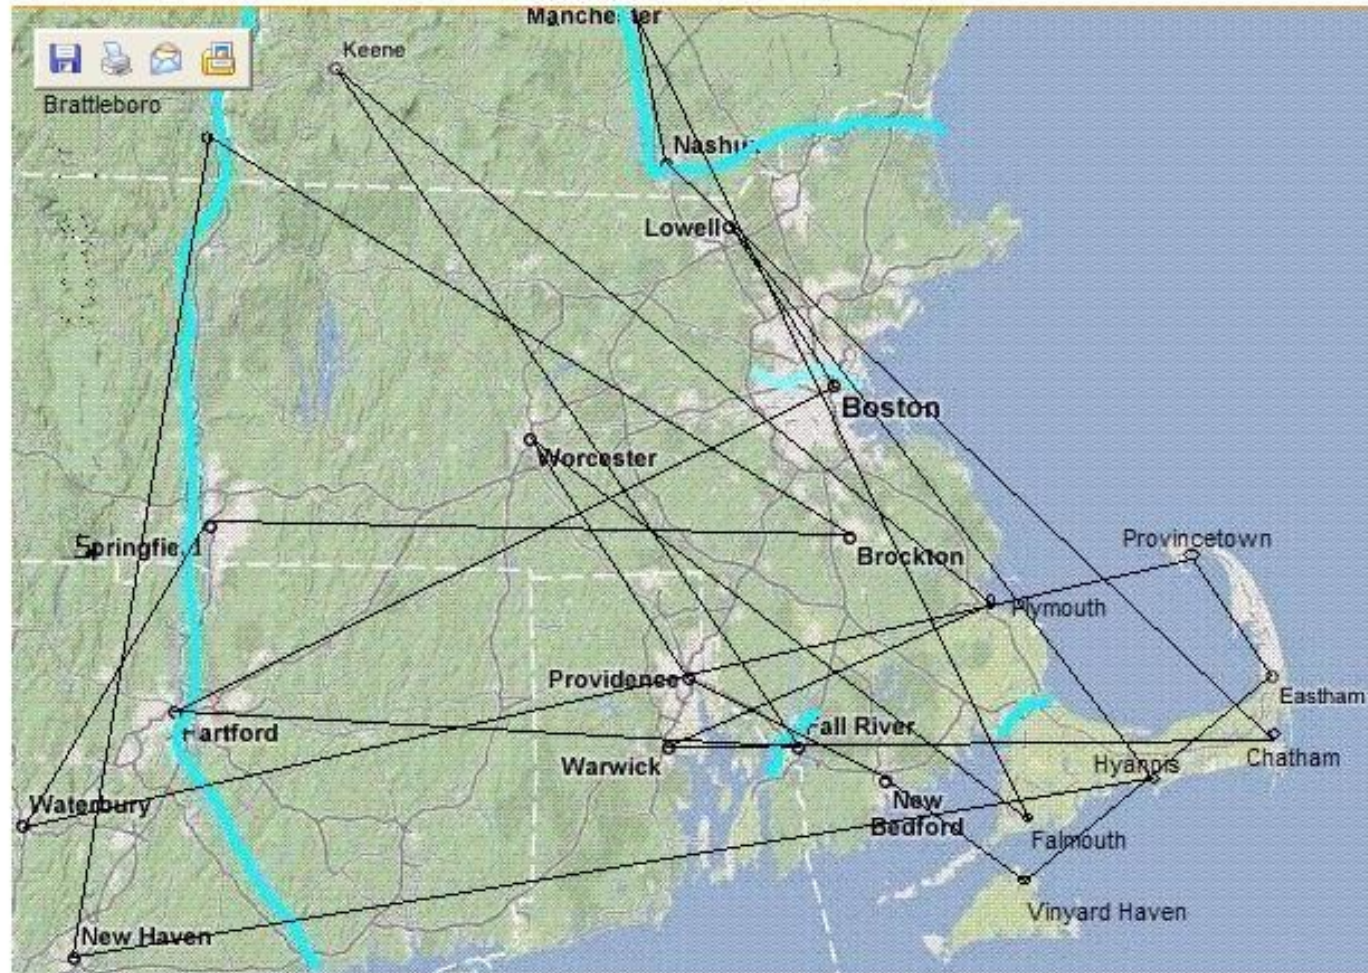 Manchester
Keene
Brattleboro
Nashua
Lowell
Boston
Worcester
Springfield
Brockton
Provincetown
Plymouth
Providence
Eastham
Hartford
Fall River
Warwick
Hyannis
Chatham
Waterbury
New
Bedford
Falmouth
Vinyard Haven
New Haven